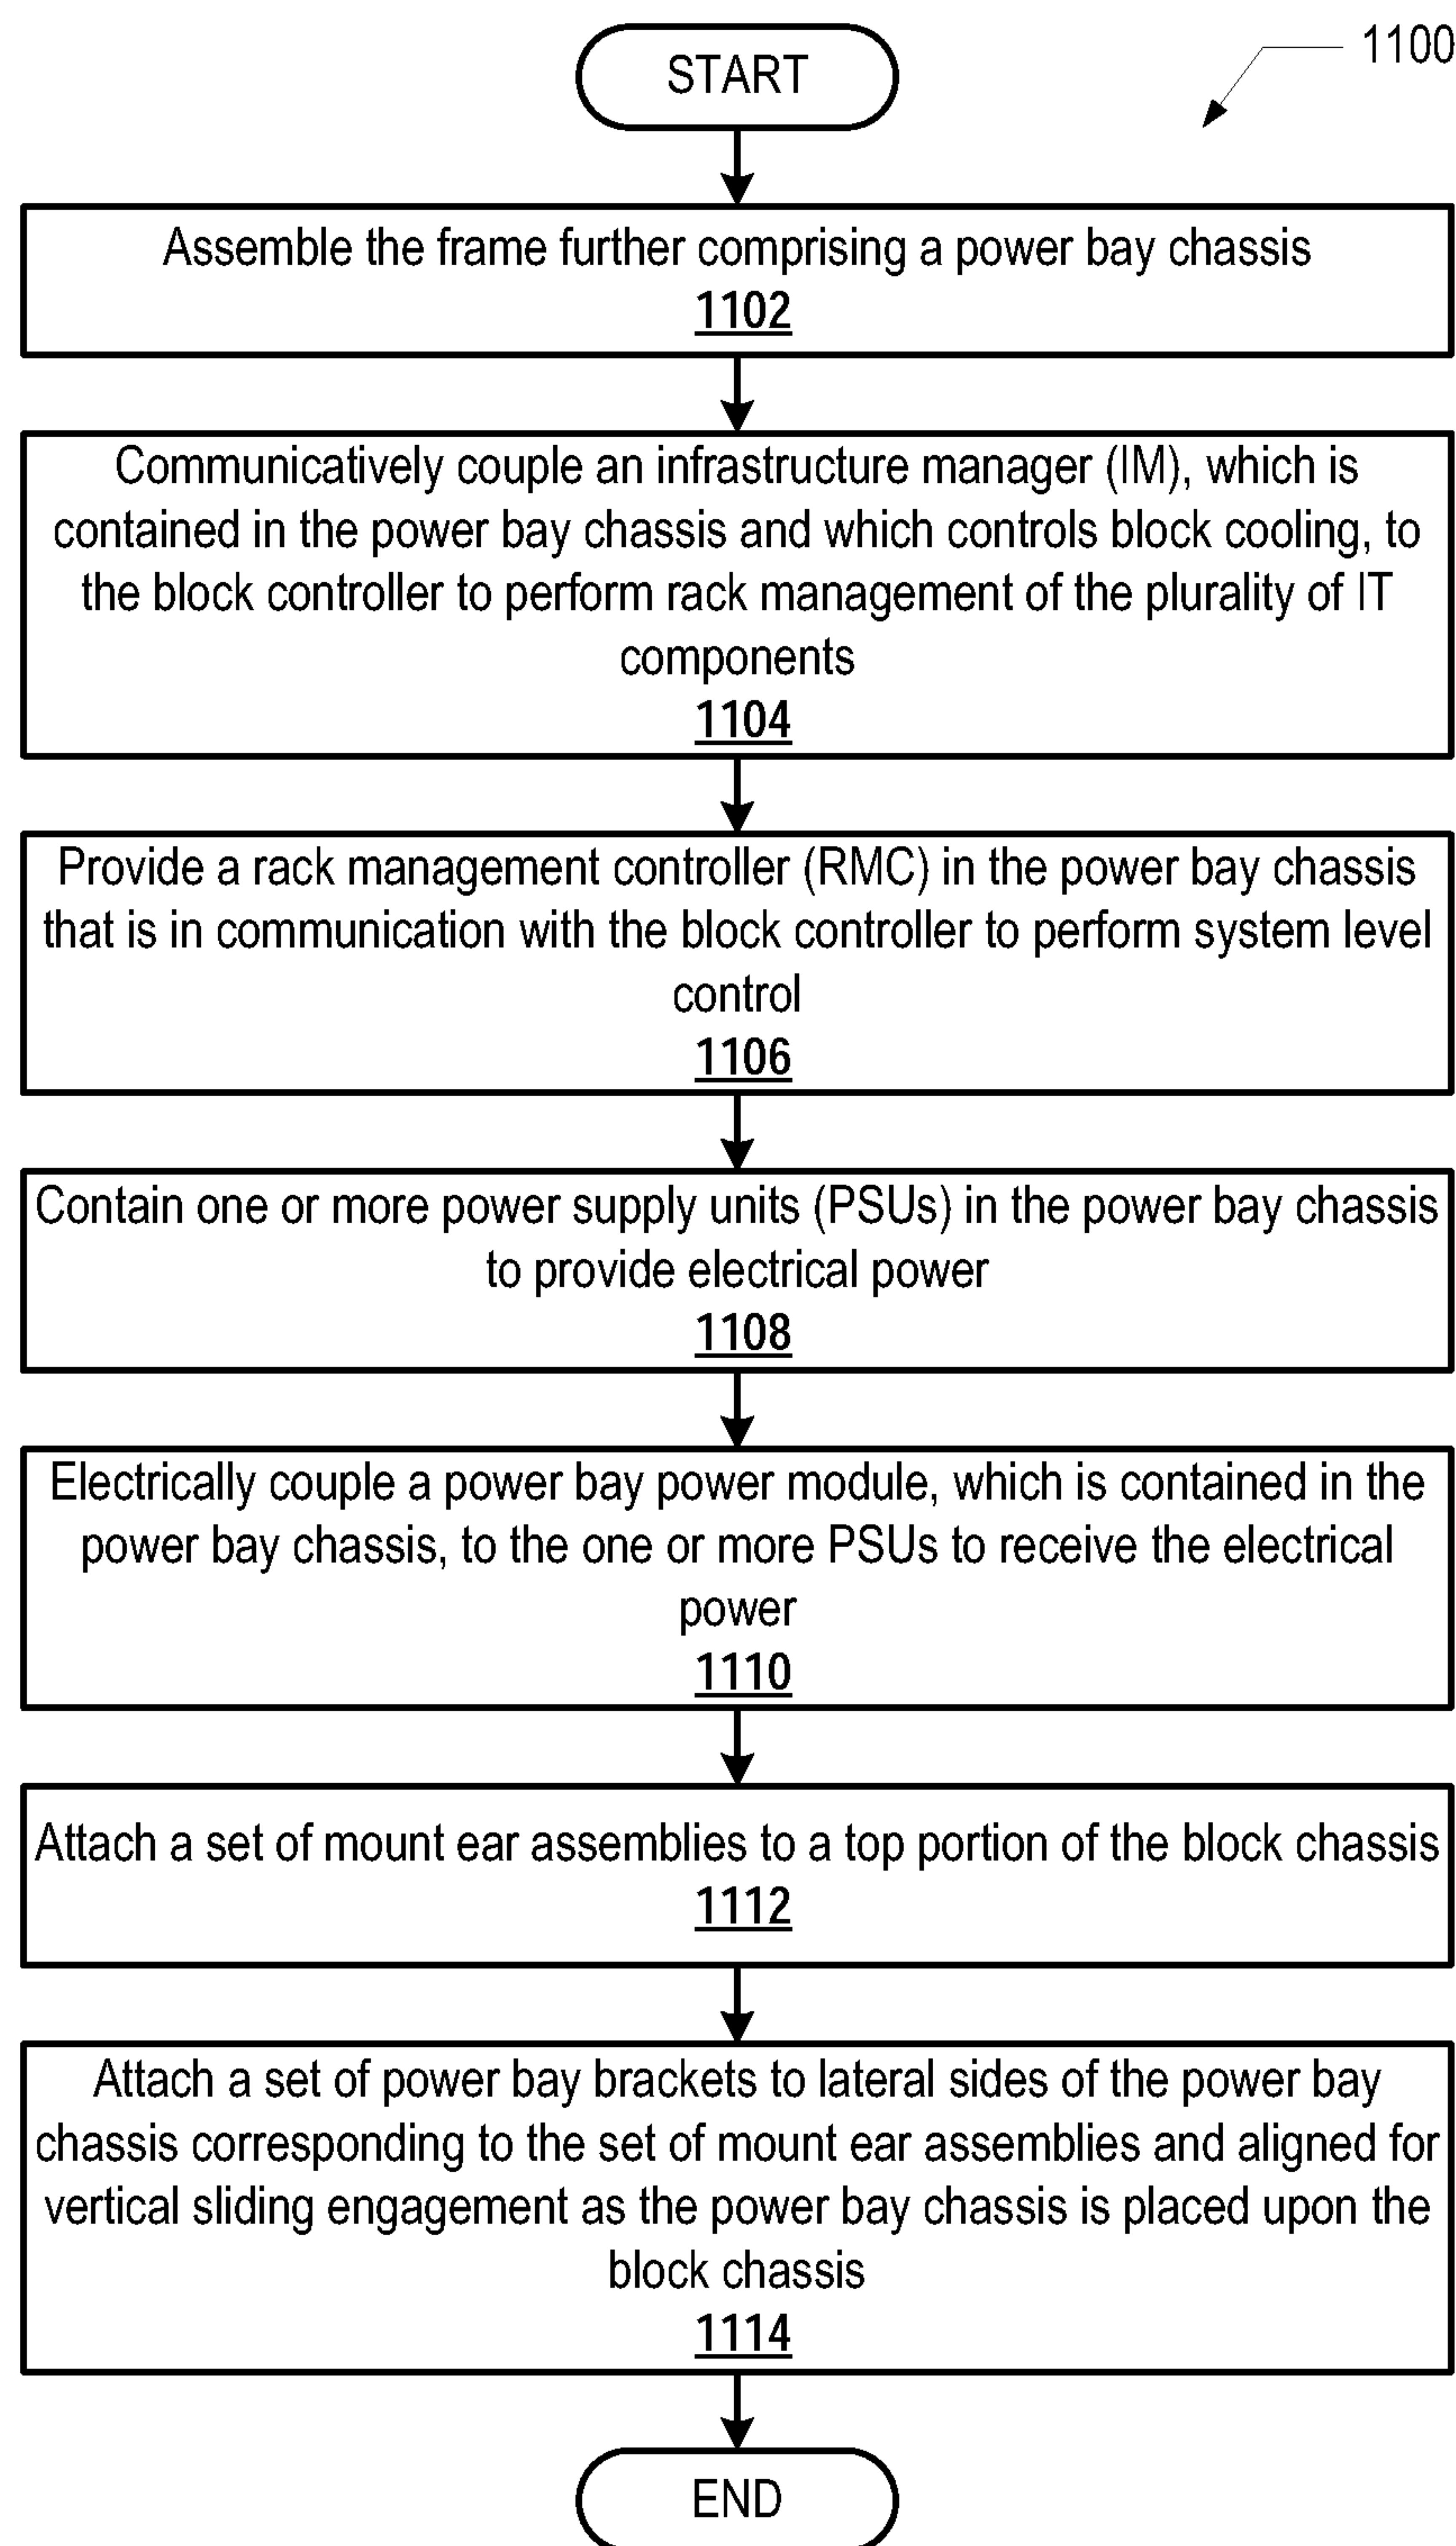 START
1100
Assemble the frame further comprising a power bay chassis
1102
Communicatively couple an infrastructure manager (IM), which is
contained in the power bay chassis and which controls block cooling, to
the block controller to perform rack management of the plurality of IT
components
1104
Provide a rack management controller (RMC) in the power bay chassis
that is in communication with the block controller to perform system level
control
1106
Contain one or more power supply units (PSUs) in the power bay chassis
to provide electrical power
1108
Electrically couple a power bay power module, which is contained in the
power bay chassis, to the one or more PSUs to receive the electrical
power
1110
Attach a set of mount ear assemblies to a top portion of the block chassis
1112
Attach a set of power bay brackets to lateral sides of the power bay
chassis corresponding to the set of mount ear assemblies and aligned for
vertical sliding engagement as the power bay chassis is placed upon the
block chassis
1114
END